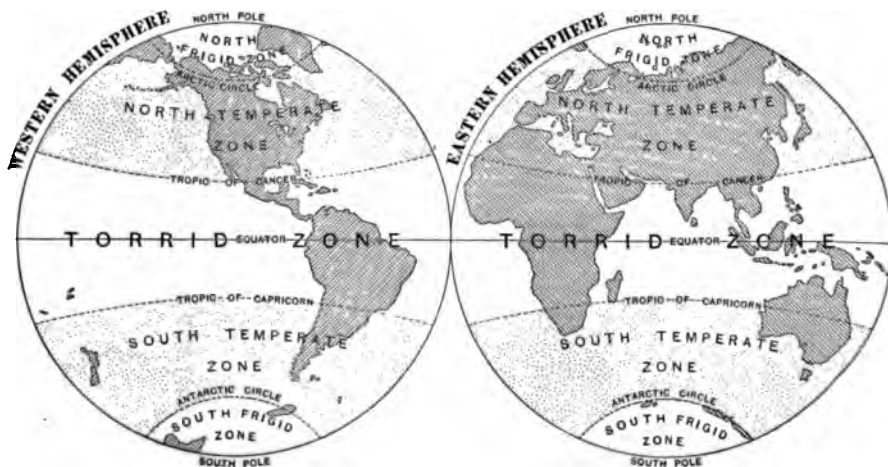 WESTERN HEMISPHERE
NORTH POLE
NORTH
FRIGID ZONE
ARCTIC CIRCLE
NORTH TEMPERATE
ZONE
TROPIC OF CANCER
TORRID ZONE
EQUATOR
TROPIC OF CAPRICORN
SOUTH TEMPERATE
ZONE
ANTARCTIC CIRCLE
SOUTH FRIGID
ZONE
SOUTH POLE
EASTERN HEMISPHERE
NORTH POLE
NORTH
FRIGID ZONE
ARCTIC CIRCLE
NORTH TEMPERATE
ZONE
TROPIC OF CANCER
TORRID ZONE
EQUATOR
TROPIC OF CAPRICORN
SOUTH TEMPERATE
ZONE
ANTARCTIC CIRCLE
SOUTH FRIGID
ZONE
SOUTH POLE